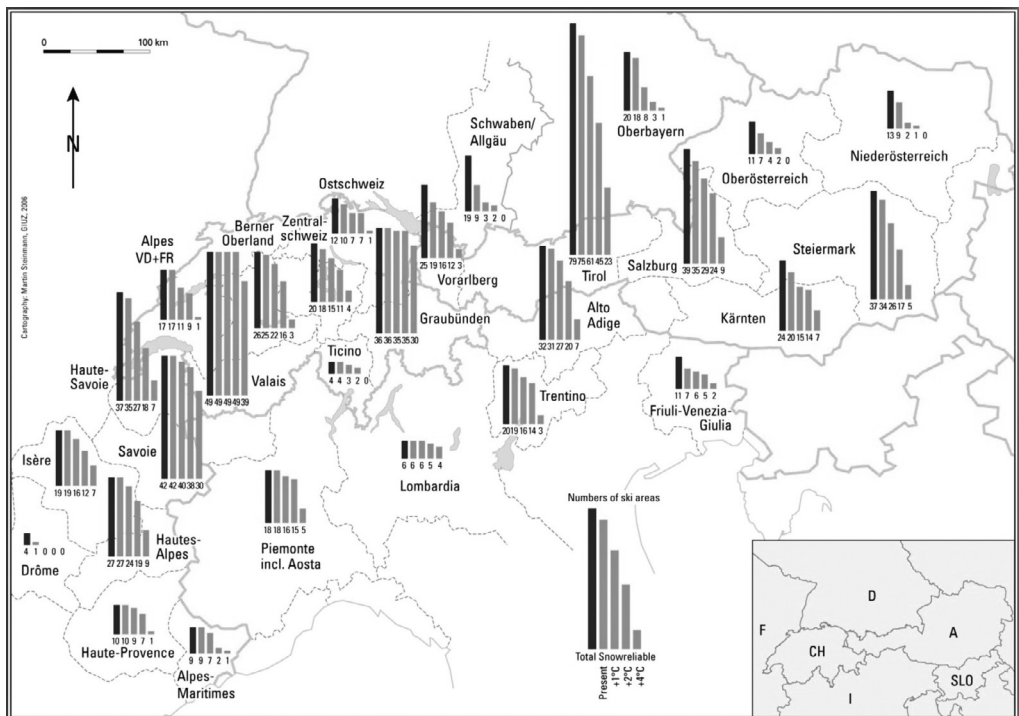 0 100 km
N
Cartography: Martin Steinmann, GIUZ, 2006
Schwaben/
Allgäu
19 9 3 2 0
79 75 61 45 23
Tirol
20 18 8 3 1
Oberbayern
11 7 4 2 0
Oberösterreich
13 9 2 1 0
Niederösterreich
Ostschweiz
12 10 7 7 1
Zentral-
schweiz
20 18 15 11 4
Berner
Oberland
26 25 22 16 3
Alpes
VD+FR
17 17 11 9 1
25 19 16 12 3
Vorarlberg
36 36 35 35 30
Graubünden
39 35 29 24 9
Salzburg
Steiermark
37 34 26 17 5
24 20 15 14 7
Kärnten
Alto
Adige
32 31 27 20 7
Haute-
Savoie
37 35 27 18 7
49 49 49 49 39
Valais
Ticino
4 4 3 2 0
20 19 16 14 3
Trentino
11 7 6 5 2
Friuli-Venezia-
Giulia
Savoie
42 42 40 38 30
Isère
19 19 16 12 7
6 6 6 5 4
Lombardia
18 18 16 15 5
Piemonte
incl. Aosta
27 27 24 19 9
Hautes-
Alpes
4 1 0 0 0
Drôme
10 10 9 7 1
Haute-Provence
9 9 7 2 1
Alpes-
Maritimes
Numbers of ski areas
Total Snowreliable
Present
+1°C
+2°C
+4°C
D
F
CH
A
SLO
I